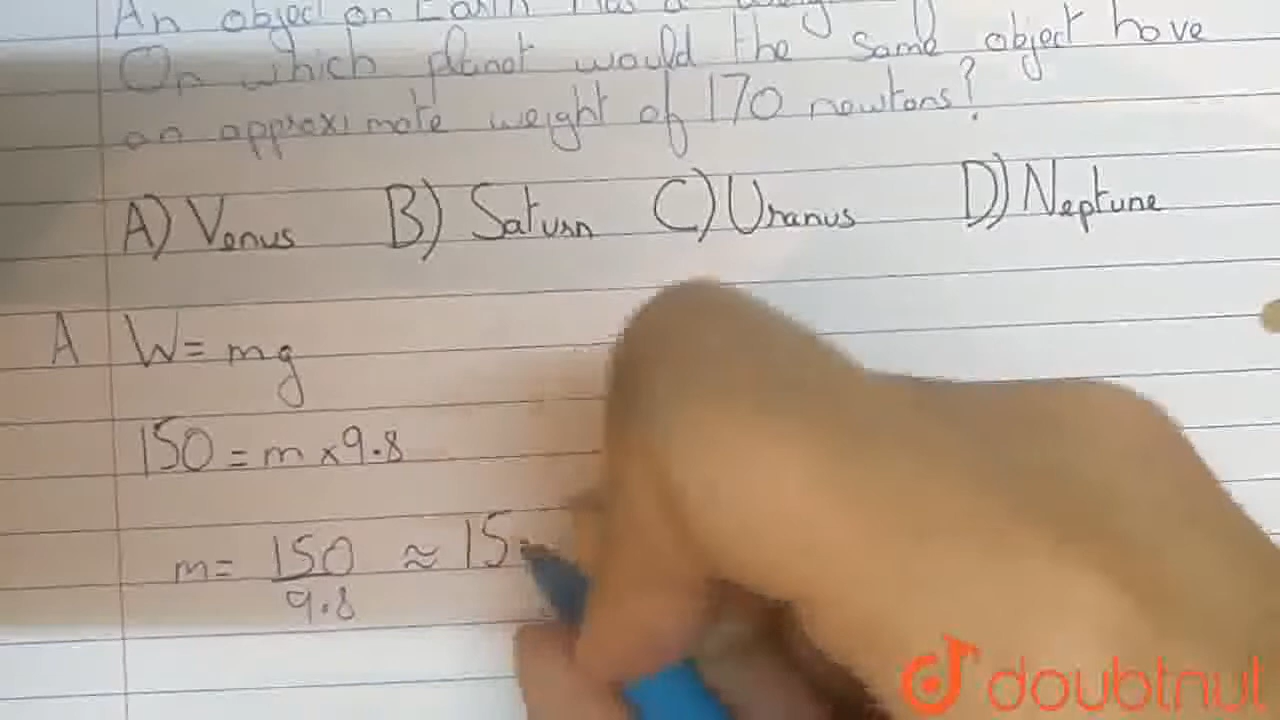 An object on Earth has a
On which planet would the same object have
an approximate weight of 170 newtons?
A) Venus B) Saturn C) Uranus D) Neptune
A W = mg
150 = m × 9.8
m = 150 ≈ 15
9.8
doubtnut